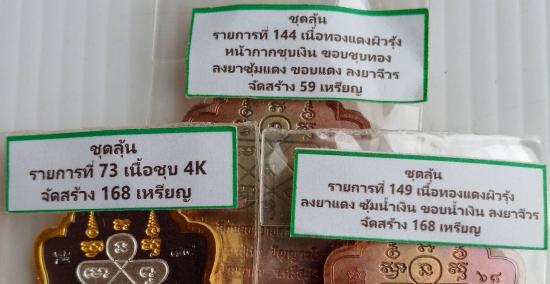 ชุดลุ้น
รายการที่ 144 เนื้อทองแดงผิวรุ้ง
หน้ากากชุบเงิน ขอบชุบทอง
ลงยาซุ้มแดง ขอบแดง ลงยาจีวร
จัดสร้าง 59 เหรียญ
ชุดลุ้น
รายการที่ 73 เนื้อชุบ 4K
จัดสร้าง 168 เหรียญ
ชุดลุ้น
รายการที่ 149 เนื้อทองแดงผิวรุ้ง
ลงยาแดง ซุ้มน้ำเงิน ขอบน้ำเงิน ลงยาจีวร
จัดสร้าง 168 เหรียญ